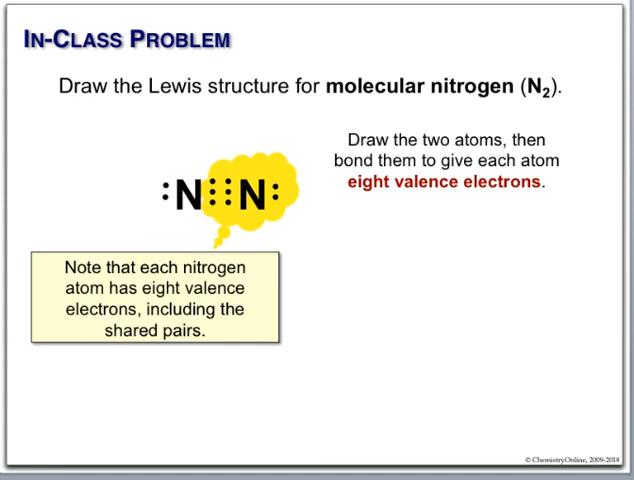 IN-CLASS PROBLEM
Draw the Lewis structure for molecular nitrogen (N₂).
Draw the two atoms, then
bond them to give each atom
eight valence electrons.
:N⋮⋮N:
Note that each nitrogen
atom has eight valence
electrons, including the
shared pairs.
© ChemistryOnline, 2009-2018